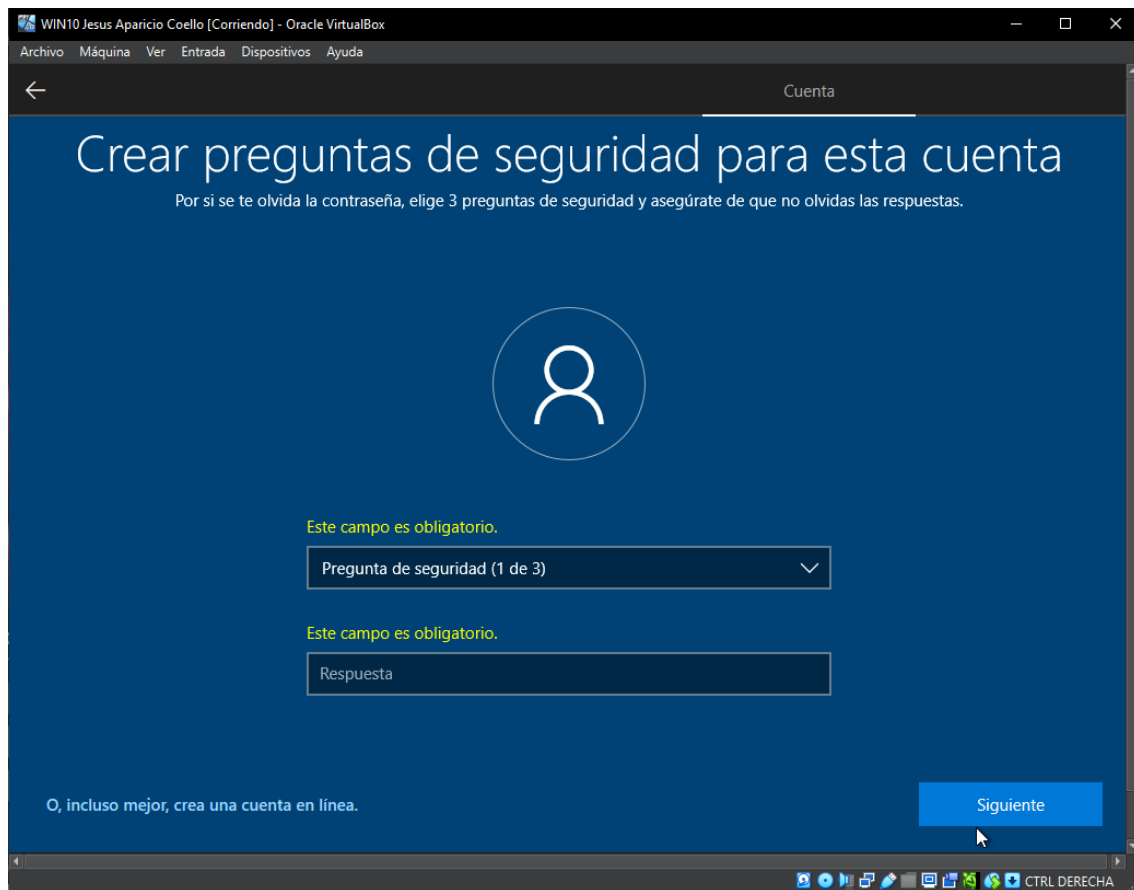 WIN10 Jesus Aparicio Coello [Corriendo] - Oracle VirtualBox
Archivo Máquina Ver Entrada Dispositivos Ayuda
Cuenta
Crear preguntas de seguridad para esta cuenta
Por si se te olvida la contraseña, elige 3 preguntas de seguridad y asegúrate de que no olvidas las respuestas.
Este campo es obligatorio.
Pregunta de seguridad (1 de 3)
Este campo es obligatorio.
Respuesta
O, incluso mejor, crea una cuenta en línea.
Siguiente
CTRL DERECHA